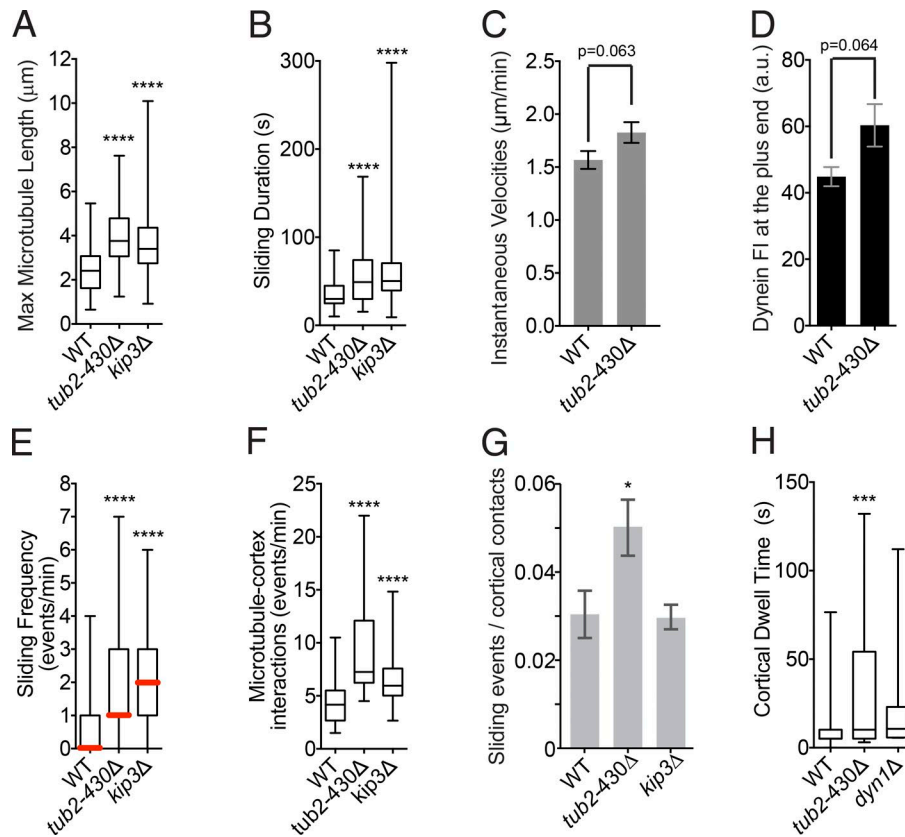 A
Max Microtubule Length (μm)
12
10
8
6
4
2
0
****
****
WT
tub2-430Δ
kip3Δ
B
Sliding Duration (s)
300
200
100
0
****
****
WT
tub2-430Δ
kip3Δ
C
Instantaneous Velocities (μm/min)
2.5
2.0
1.5
1.0
0.5
0.0
p=0.063
WT
tub2-430Δ
D
Dynein FI at the plus end (a.u.)
80
60
40
20
0
p=0.064
WT
tub2-430Δ
E
Sliding Frequency
(events/min)
8
7
6
5
4
3
2
1
0
****
****
WT
tub2-430Δ
kip3Δ
F
Microtubule-cortex
interactions (events/min)
25
20
15
10
5
0
****
****
WT
tub2-430Δ
kip3Δ
G
Sliding events / cortical contacts
0.06
0.04
0.02
0
*
WT
tub2-430Δ
kip3Δ
H
Cortical Dwell Time (s)
150
100
50
0
***
WT
tub2-430Δ
dyn1Δ